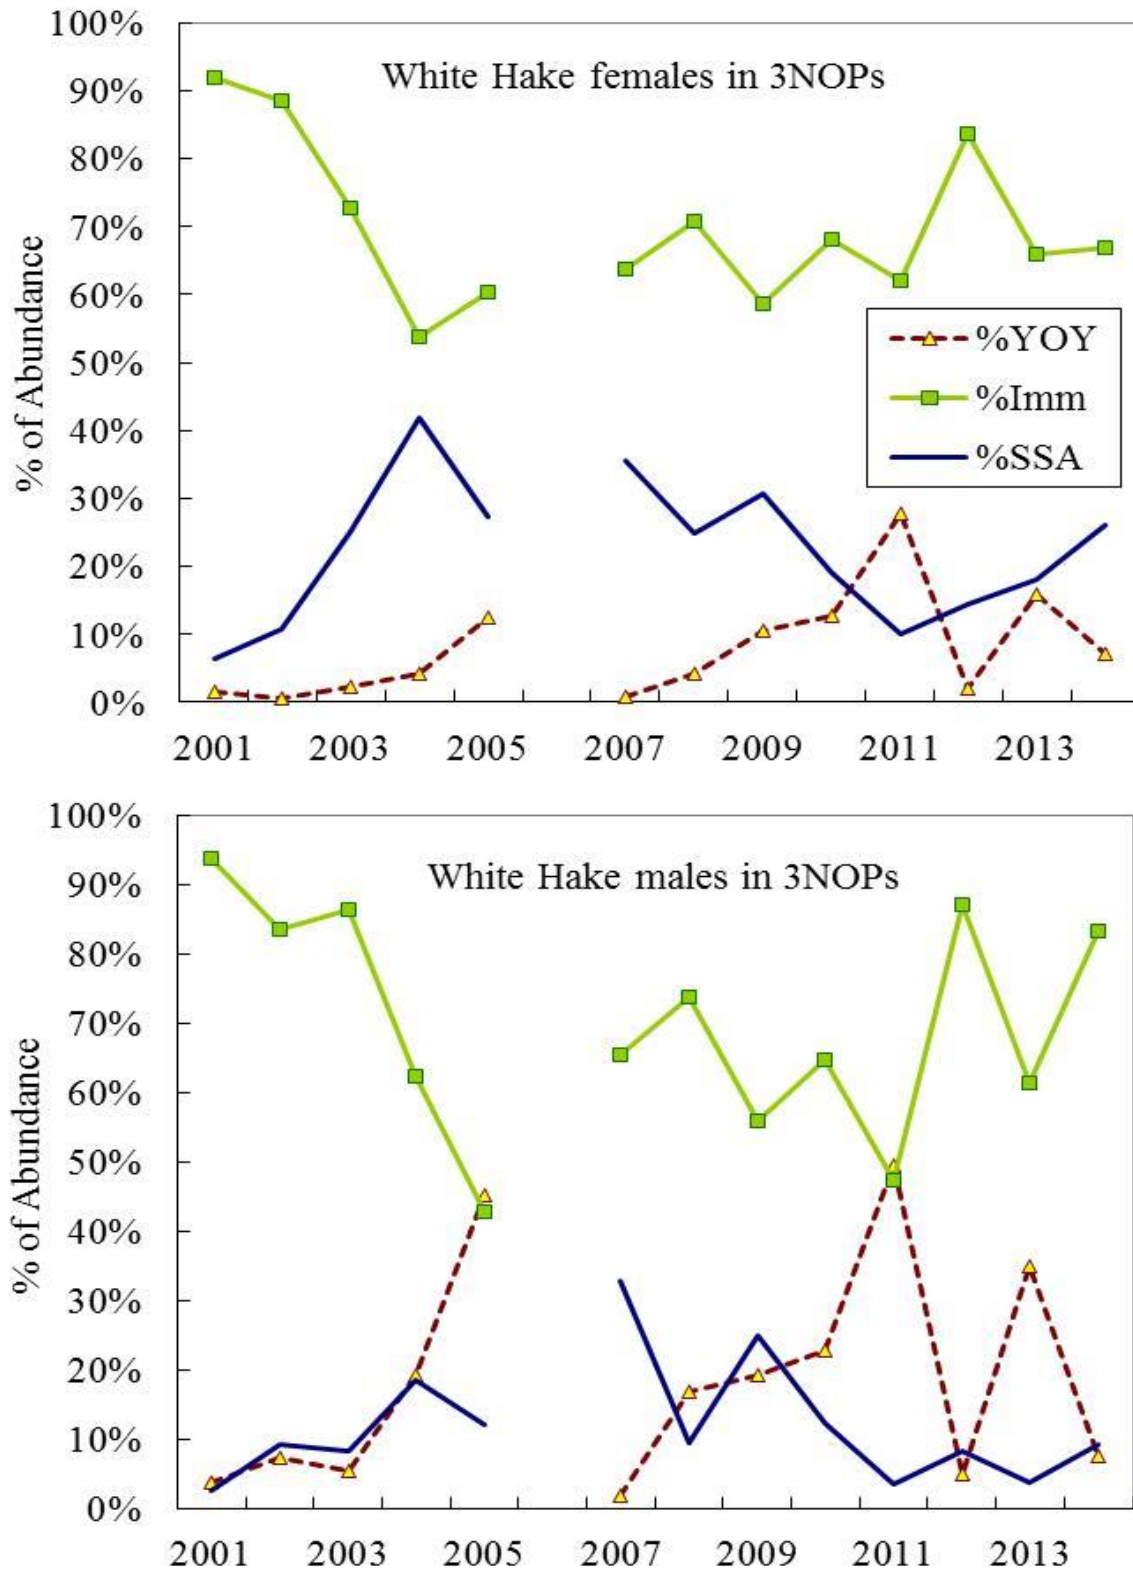 100%
White Hake females in 3NOPs
90%
80%
70%
60%
50%
40%
30%
20%
10%
0%
% of Abundance
%YOY
%Imm
%SSA
2001 2003 2005 2007 2009 2011 2013
100%
White Hake males in 3NOPs
90%
80%
70%
60%
50%
40%
30%
20%
10%
0%
% of Abundance
2001 2003 2005 2007 2009 2011 2013